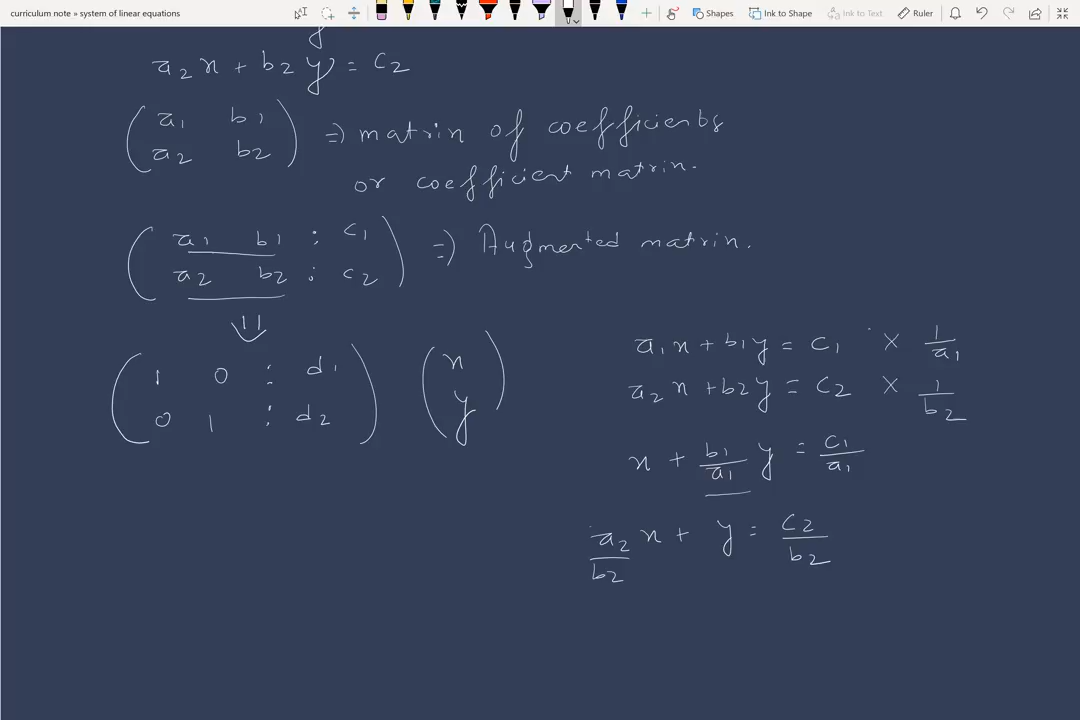 curriculum note » system of linear equations
Shapes Ink to Shape Ink to Text Ruler
a₂x + b₂y = c₂
a₁ b₁
a₂ b₂
⇒ matrix of coefficients
or coefficient matrix.
a₁ b₁ : c₁
a₂ b₂ : c₂
⇒ Augmented matrix.
⇓
1 0 : d₁
0 1 : d₂
x
y
a₁x + b₁y = c₁ × 1/a₁
a₂x + b₂y = c₂ × 1/b₂
x + b₁/a₁ y = c₁/a₁
a₂/b₂ x + y = c₂/b₂